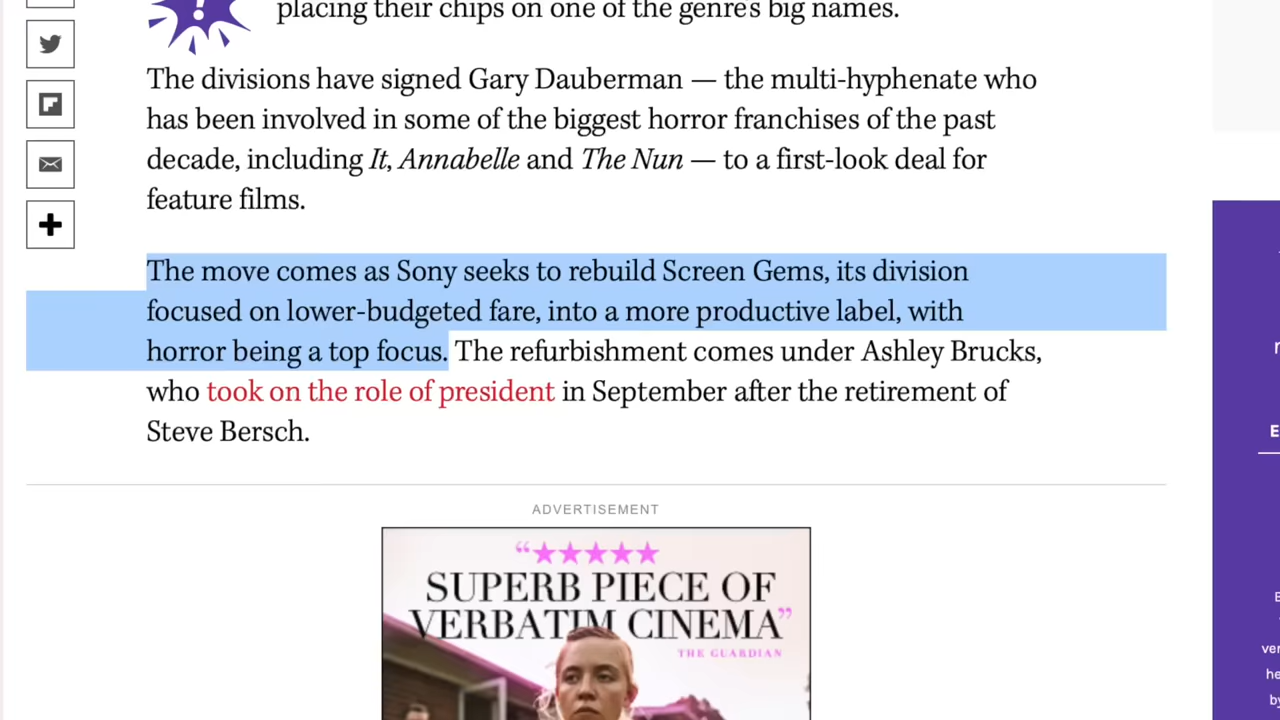 placing their chips on one of the genre's big names.
The divisions have signed Gary Dauberman — the multi-hyphenate who
has been involved in some of the biggest horror franchises of the past
decade, including It, Annabelle and The Nun — to a first-look deal for
feature films.
The move comes as Sony seeks to rebuild Screen Gems, its division
focused on lower-budgeted fare, into a more productive label, with
horror being a top focus. The refurbishment comes under Ashley Brucks,
who took on the role of president in September after the retirement of
Steve Bersch.
ADVERTISEMENT
“★★★★★
SUPERB PIECE OF
VERBATIM CINEMA”
THE GUARDIAN